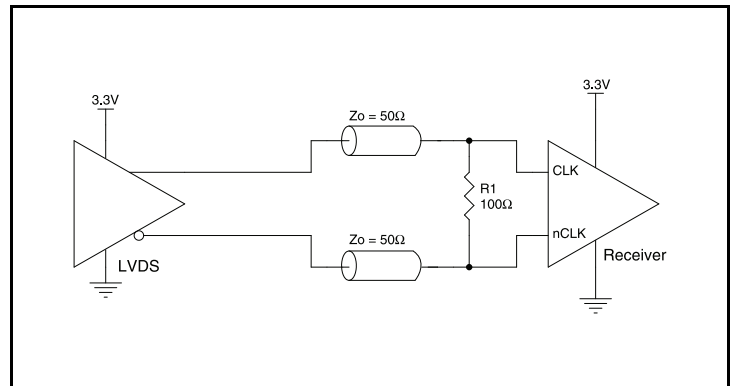 3.3V
Zo = 50Ω
3.3V
CLK
R1
100Ω
nCLK
Zo = 50Ω
LVDS
Receiver